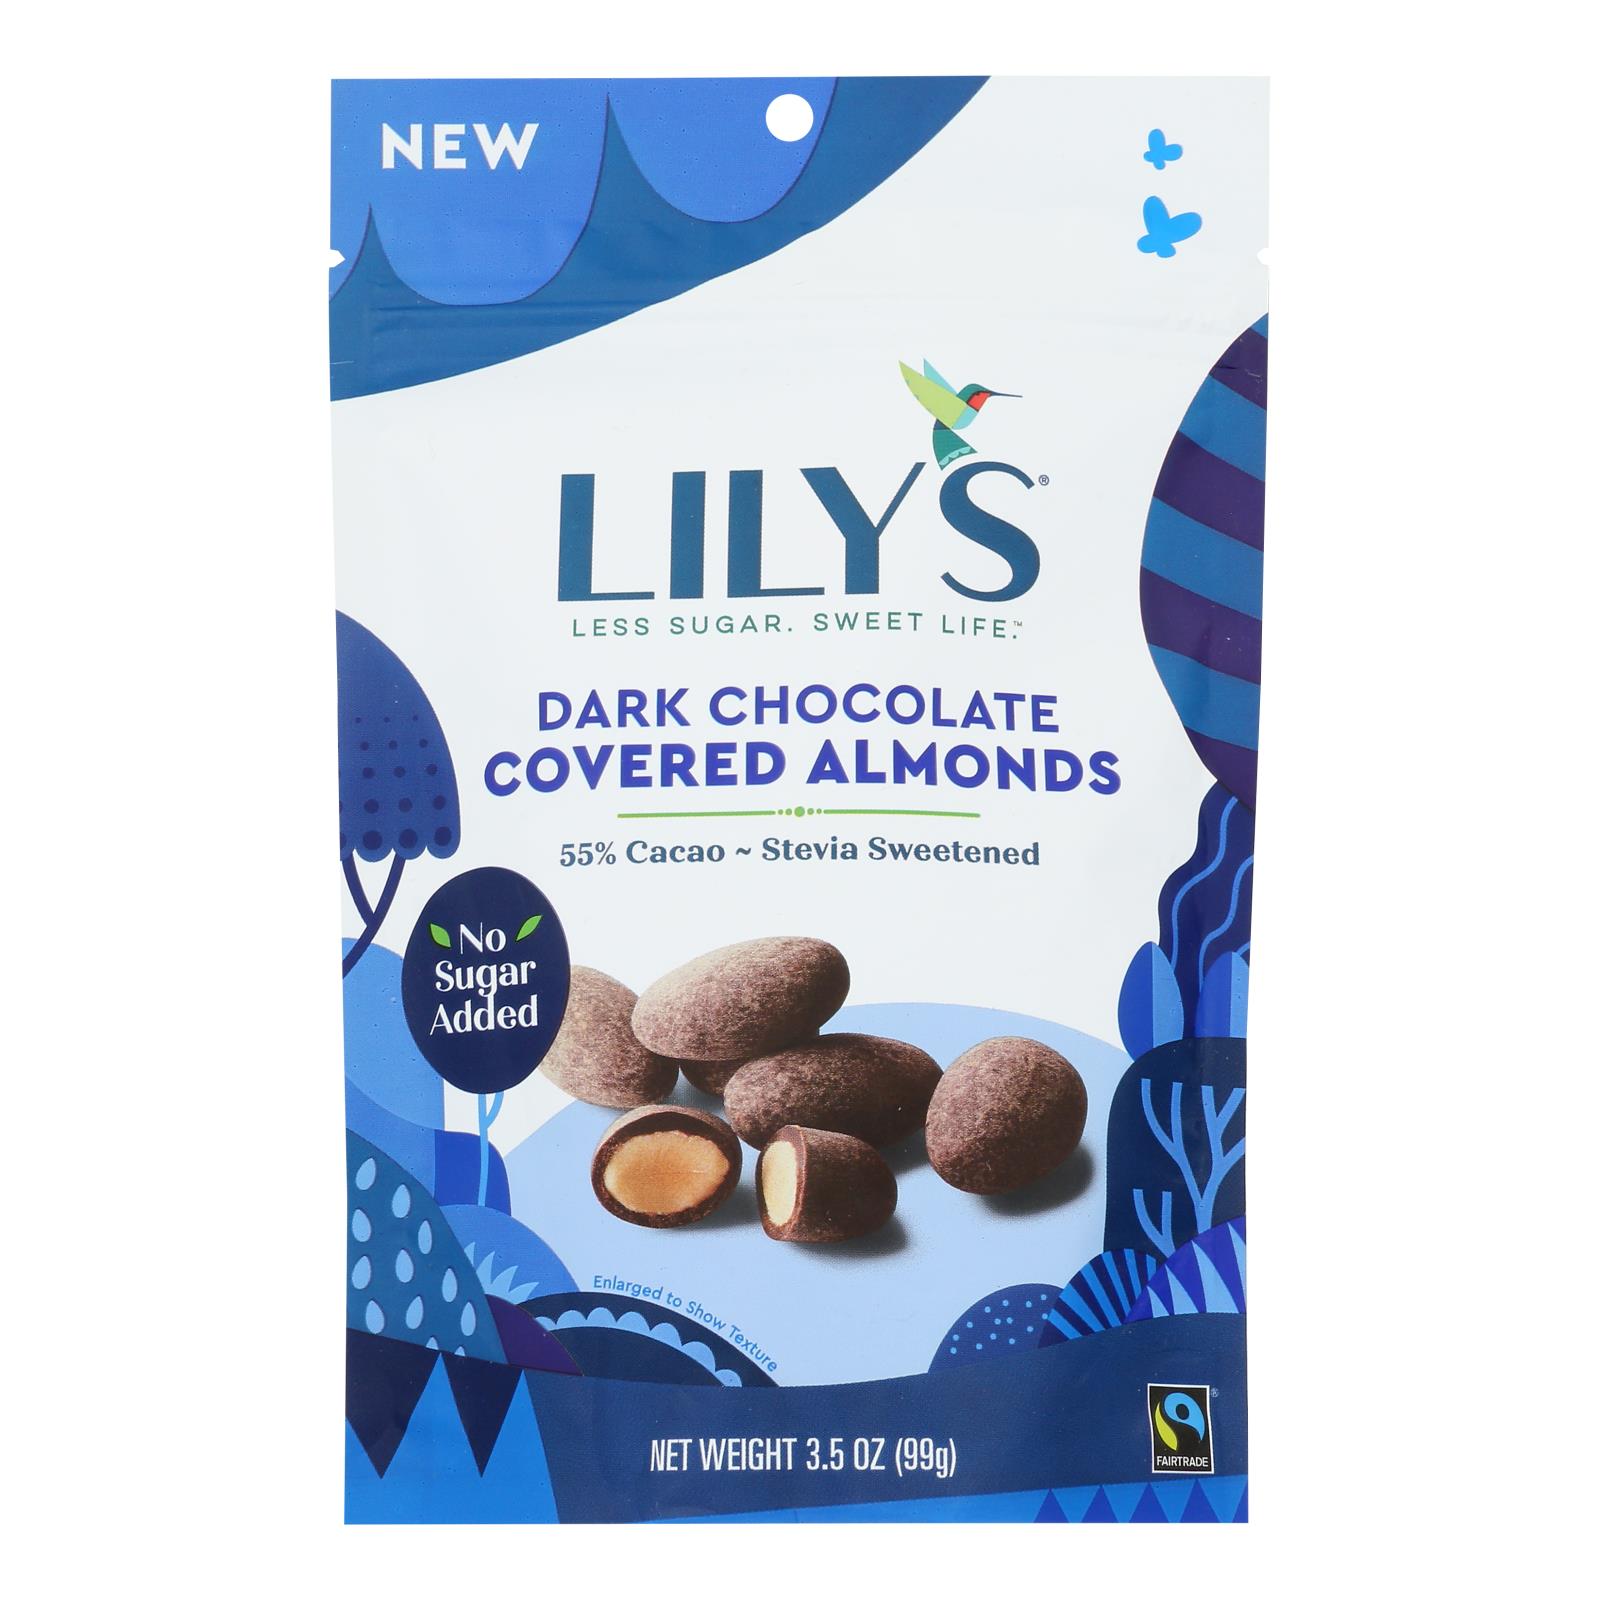 NEW
LILY'S®
LESS SUGAR. SWEET LIFE.™
DARK CHOCOLATE
COVERED ALMONDS
55% Cacao ~ Stevia Sweetened
No
Sugar
Added
Enlarged to Show Texture
NET WEIGHT 3.5 OZ (99g)
®
FAIRTRADE